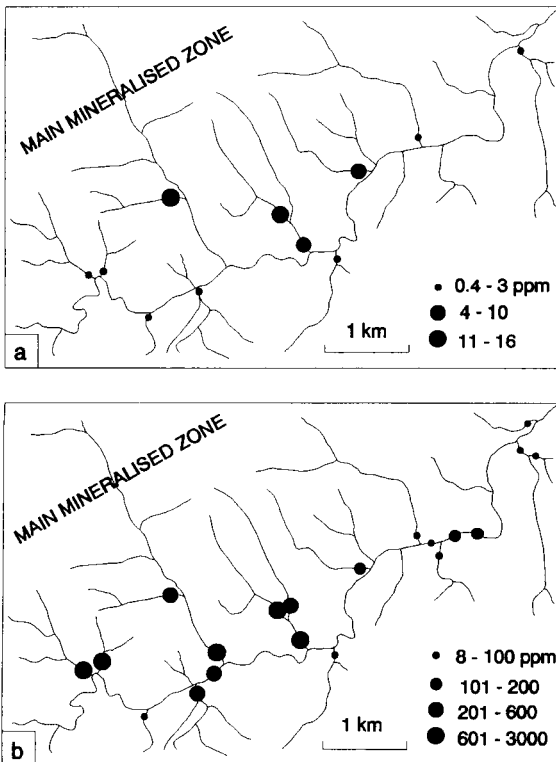 MAIN MINERALISED ZONE
0.4 - 3 ppm
4 - 10
11 - 16
1 km
a
MAIN MINERALISED ZONE
8 - 100 ppm
101 - 200
201 - 600
601 - 3000
1 km
b